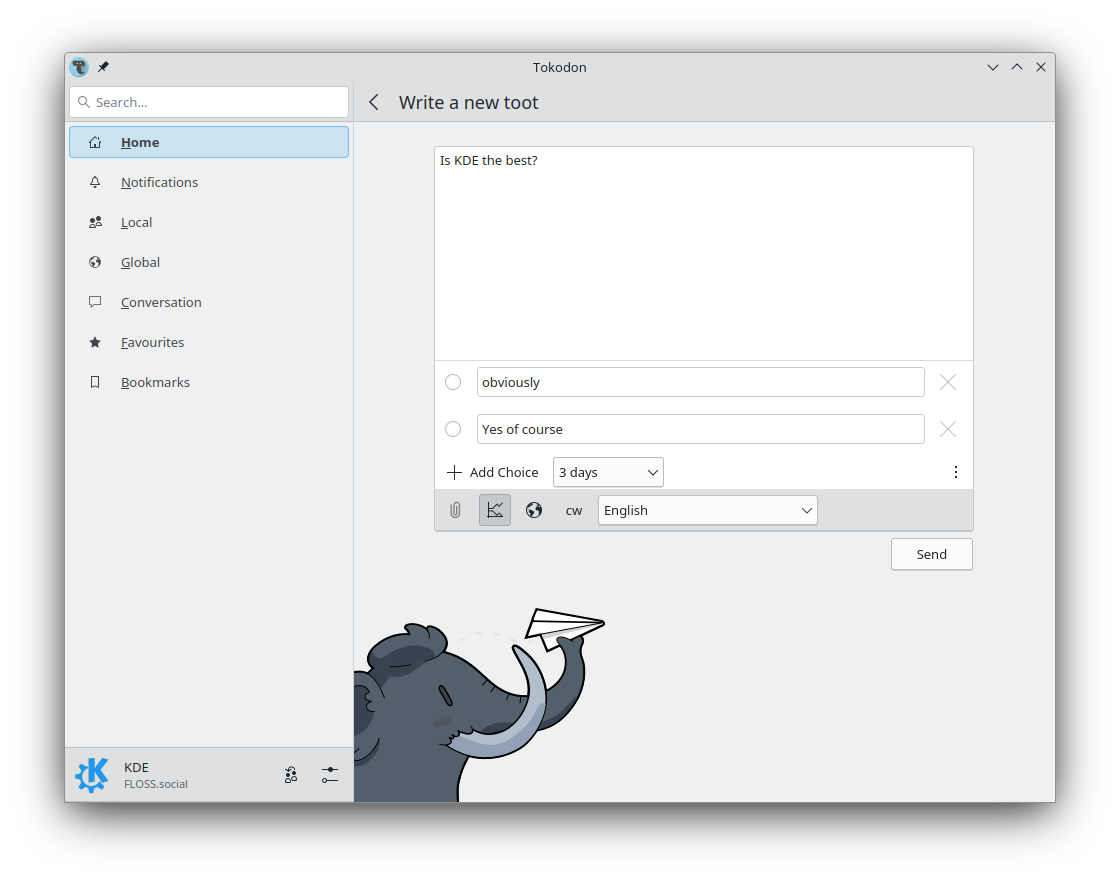 Tokodon
Search...
Write a new toot
Home
Notifications
Local
Global
Conversation
Favourites
Bookmarks
Is KDE the best?
obviously
Yes of course
Add Choice
3 days
cw
English
Send
KDE
FLOSS.social